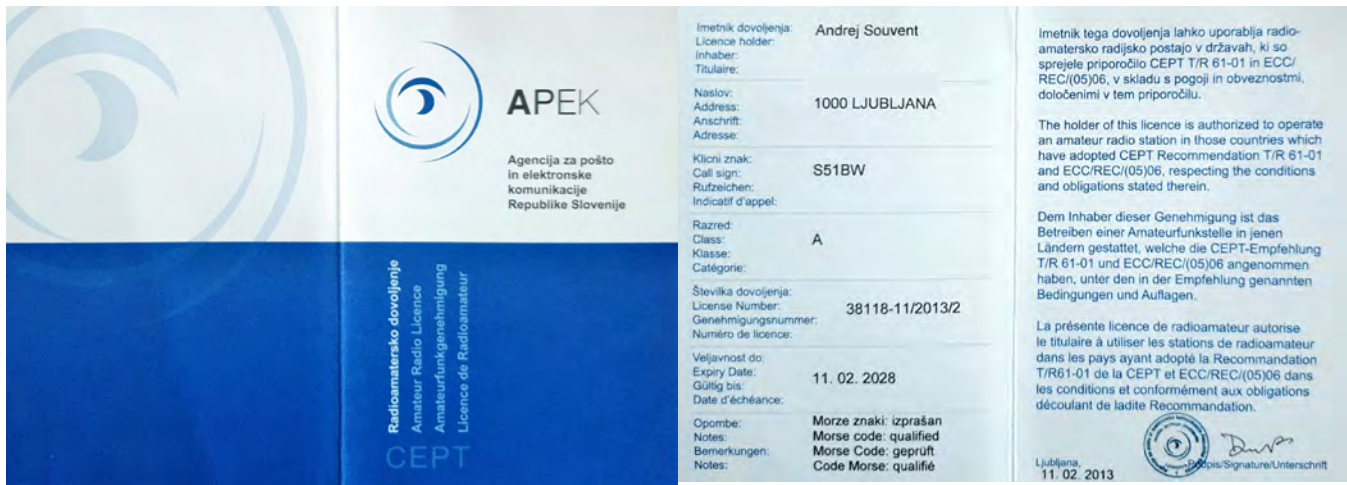 APEK
Agencija za pošto
in elektronske
komunikacije
Republike Slovenije
Radioamatersko dovoljenje
Amateur Radio Licence
Amateurfunkgenehmigung
Licence de Radioamateur
CEPT
Imetnik dovoljenja: Andrej Souvent
Licence holder:
Inhaber:
Titulaire:
Naslov:
Address: 1000 LJUBLJANA
Anschrift:
Adresse:
Klicni znak:
Call sign: S51BW
Rufzeichen:
Indicatif d'appel:
Razred:
Class: A
Klasse:
Catégorie:
Številka dovoljenja:
License Number: 38118-11/2013/2
Genehmigungsnummer:
Numéro de licence:
Veljavnost do:
Expiry Date: 11. 02. 2028
Gültig bis:
Date d'échéance:
Opombe: Morze znaki: izprašan
Notes: Morse code: qualified
Bemerkungen: Morse Code: geprüft
Notes: Code Morse: qualifié
Imetnik tega dovoljenja lahko uporablja radio-
amatersko radijsko postajo v državah, ki so
sprejele priporočilo CEPT T/R 61-01 in ECC/
REC/(05)06, v skladu s pogoji in obveznostmi,
določenimi v tem priporočilu.
The holder of this licence is authorized to operate
an amateur radio station in those countries which
have adopted CEPT Recommendation T/R 61-01
and ECC/REC/(05)06, respecting the conditions
and obligations stated therein.
Dem Inhaber dieser Genehmigung ist das
Betreiben einer Amateurfunkstelle in jenen
Ländern gestattet, welche die CEPT-Empfehlung
T/R 61-01 und ECC/REC/(05)06 angenommen
haben, unter den in der Empfehlung genannten
Bedingungen und Auflagen.
La présente licence de radioamateur autorise
le titulaire à utiliser les stations de radioamateur
dans les pays ayant adopté la Recommandation
T/R61-01 de la CEPT et ECC/REC/(05)06 dans
les conditions et conformément aux obligations
découlant de ladite Recommandation.
Ljubljana,
11. 02. 2013
Podpis/Signature/Unterschrift